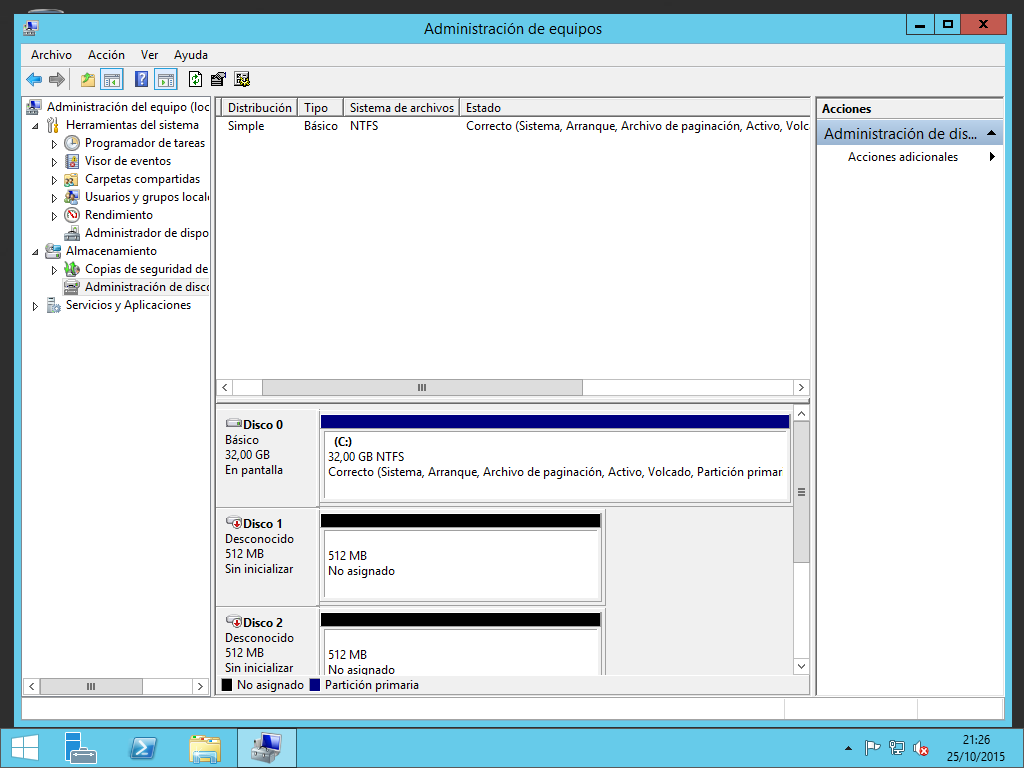 Administración de equipos
Archivo Acción Ver Ayuda
Administración del equipo (loc
Herramientas del sistema
Programador de tareas
Visor de eventos
Carpetas compartidas
Usuarios y grupos locale
Rendimiento
Administrador de dispo
Almacenamiento
Copias de seguridad de
Administración de disco
Servicios y Aplicaciones
Distribución Tipo Sistema de archivos Estado
Simple Básico NTFS Correcto (Sistema, Arranque, Archivo de paginación, Activo, Volc
Disco 0
Básico
32,00 GB
En pantalla
(C:)
32,00 GB NTFS
Correcto (Sistema, Arranque, Archivo de paginación, Activo, Volcado, Partición primar
Disco 1
Desconocido
512 MB
Sin inicializar
512 MB
No asignado
Disco 2
Desconocido
512 MB
Sin inicializar
512 MB
No asignado
No asignado Partición primaria
Acciones
Administración de dis...
Acciones adicionales
21:26
25/10/2015